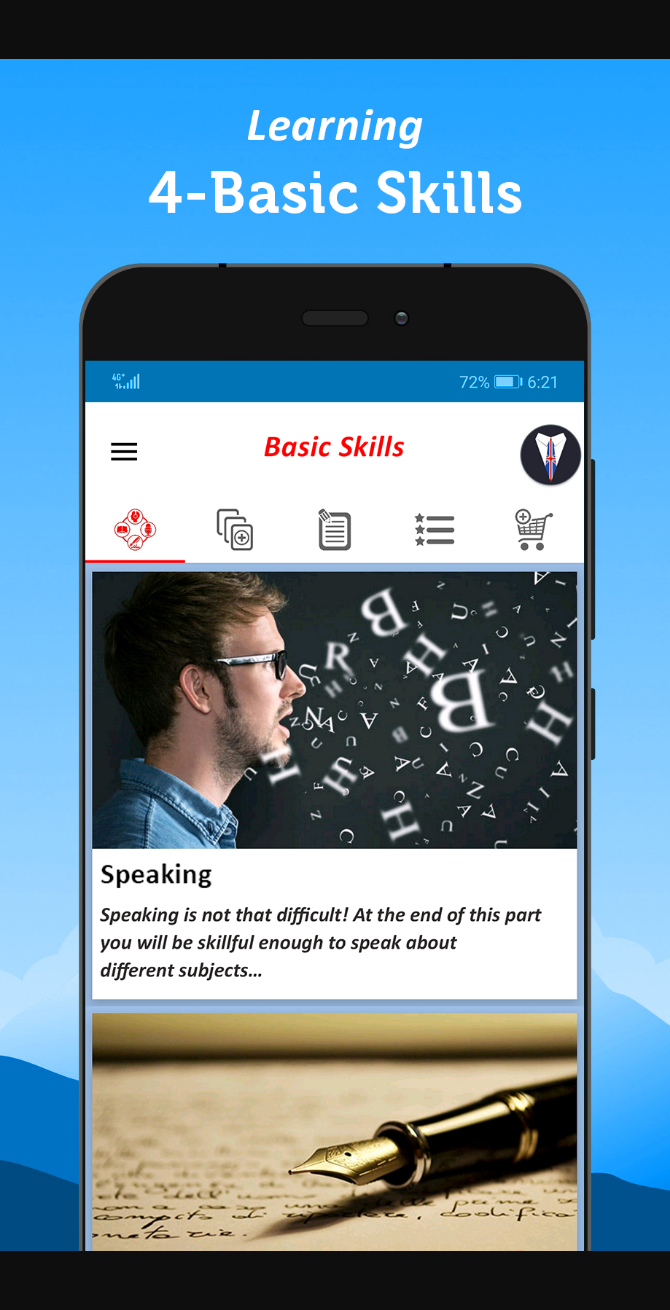 Learning
4-Basic Skills
4G+
72% 6:21
Basic Skills
Speaking
Speaking is not that difficult! At the end of this part
you will be skillful enough to speak about
different subjects...